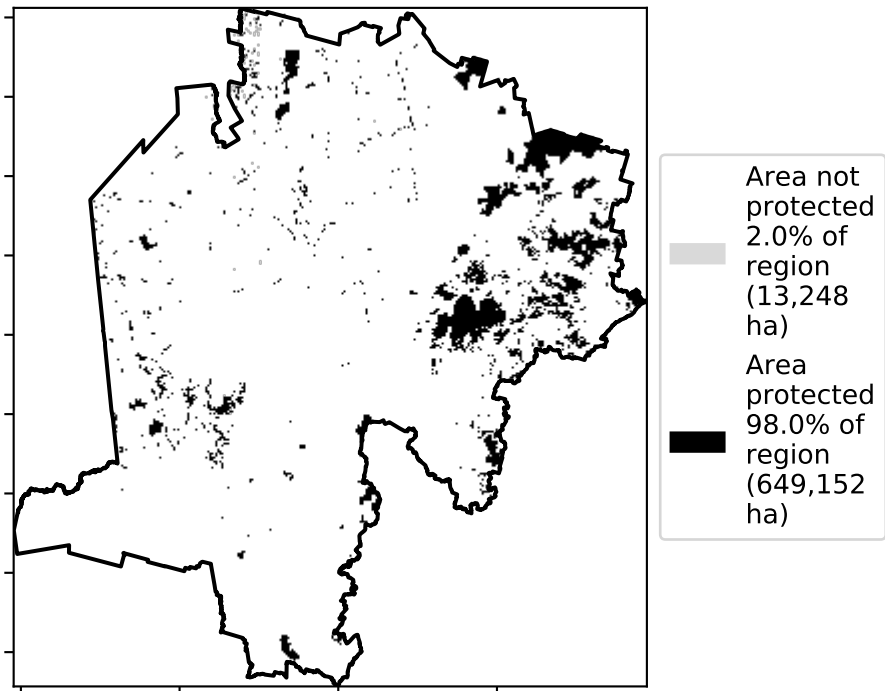 Area not
protected
2.0% of
region
(13,248
ha)
Area
protected
98.0% of
region
(649,152
ha)